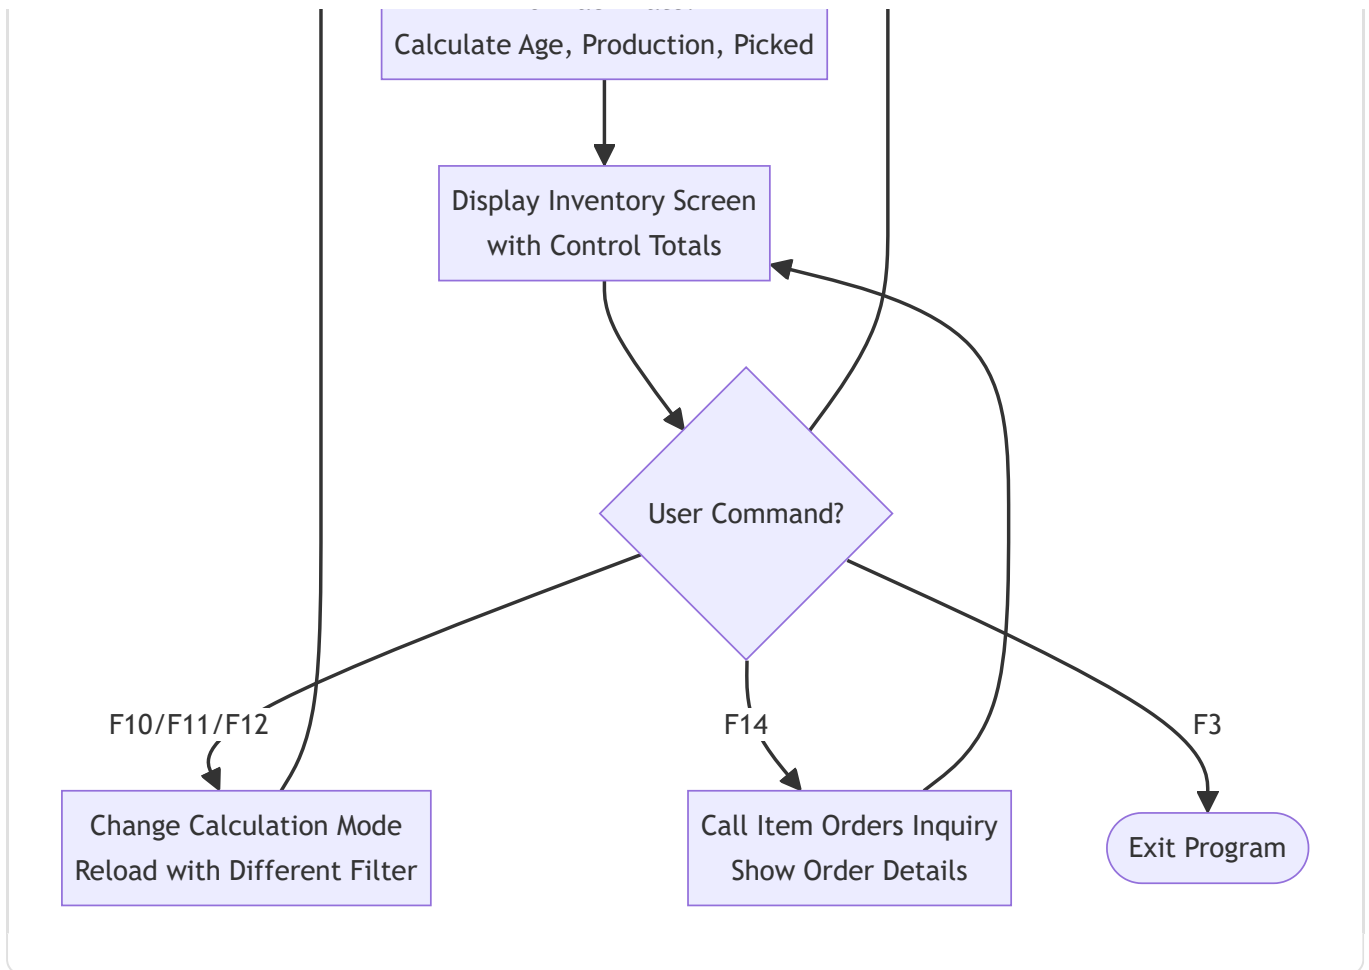 Calculate Age, Production, Picked
Display Inventory Screen
with Control Totals
User Command?
F10/F11/F12
F14
F3
Change Calculation Mode
Reload with Different Filter
Call Item Orders Inquiry
Show Order Details
Exit Program